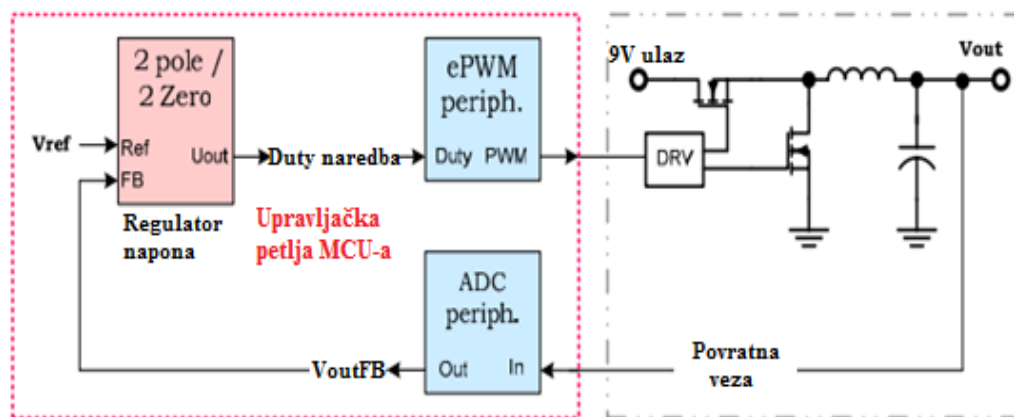 2 pole /
2 Zero
Vref
Ref
FB
Uout
Regulator
napona
Duty naredba
Upravljačka
petlja MCU-a
ePWM
periph.
Duty PWM
ADC
periph.
Out In
VoutFB
9V ulaz
Vout
DRV
Povratna
veza